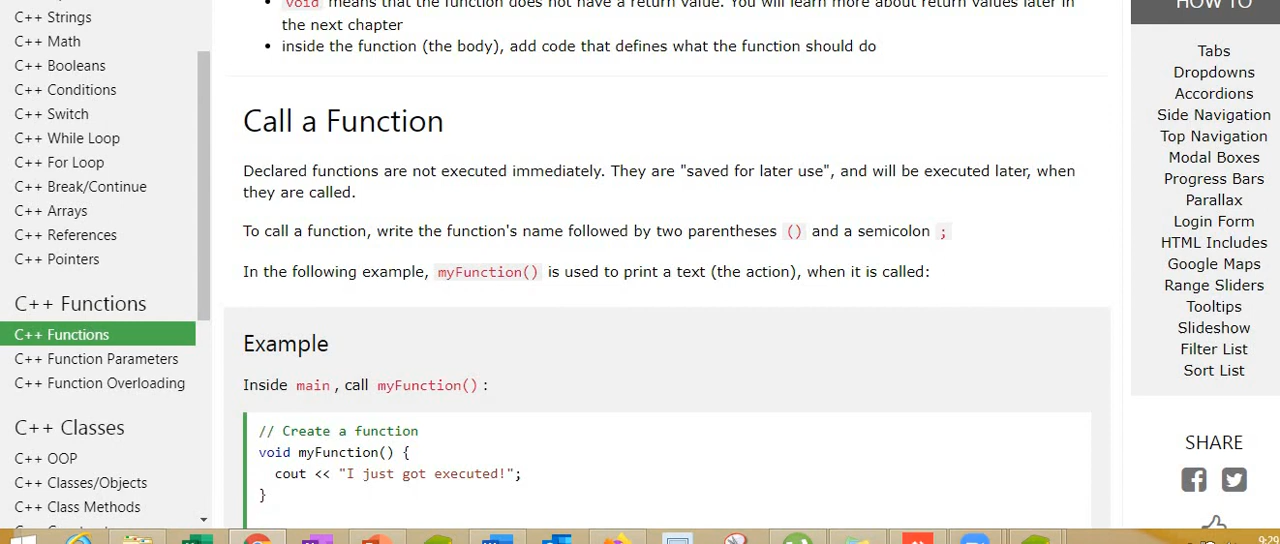 C++ Strings
C++ Math
C++ Booleans
C++ Conditions
C++ Switch
C++ While Loop
C++ For Loop
C++ Break/Continue
C++ Arrays
C++ References
C++ Pointers
C++ Functions
C++ Functions
C++ Function Parameters
C++ Function Overloading
C++ Classes
C++ OOP
C++ Classes/Objects
C++ Class Methods
void means that the function does not have a return value. You will learn more about return values later in
the next chapter
inside the function (the body), add code that defines what the function should do
Call a Function
Declared functions are not executed immediately. They are "saved for later use", and will be executed later, when
they are called.
To call a function, write the function's name followed by two parentheses () and a semicolon ;
In the following example, myFunction() is used to print a text (the action), when it is called:
Example
Inside main, call myFunction():
// Create a function
void myFunction() {
cout << "I just got executed!";
}
HOW TO
Tabs
Dropdowns
Accordions
Side Navigation
Top Navigation
Modal Boxes
Progress Bars
Parallax
Login Form
HTML Includes
Google Maps
Range Sliders
Tooltips
Slideshow
Filter List
Sort List
SHARE
9:29